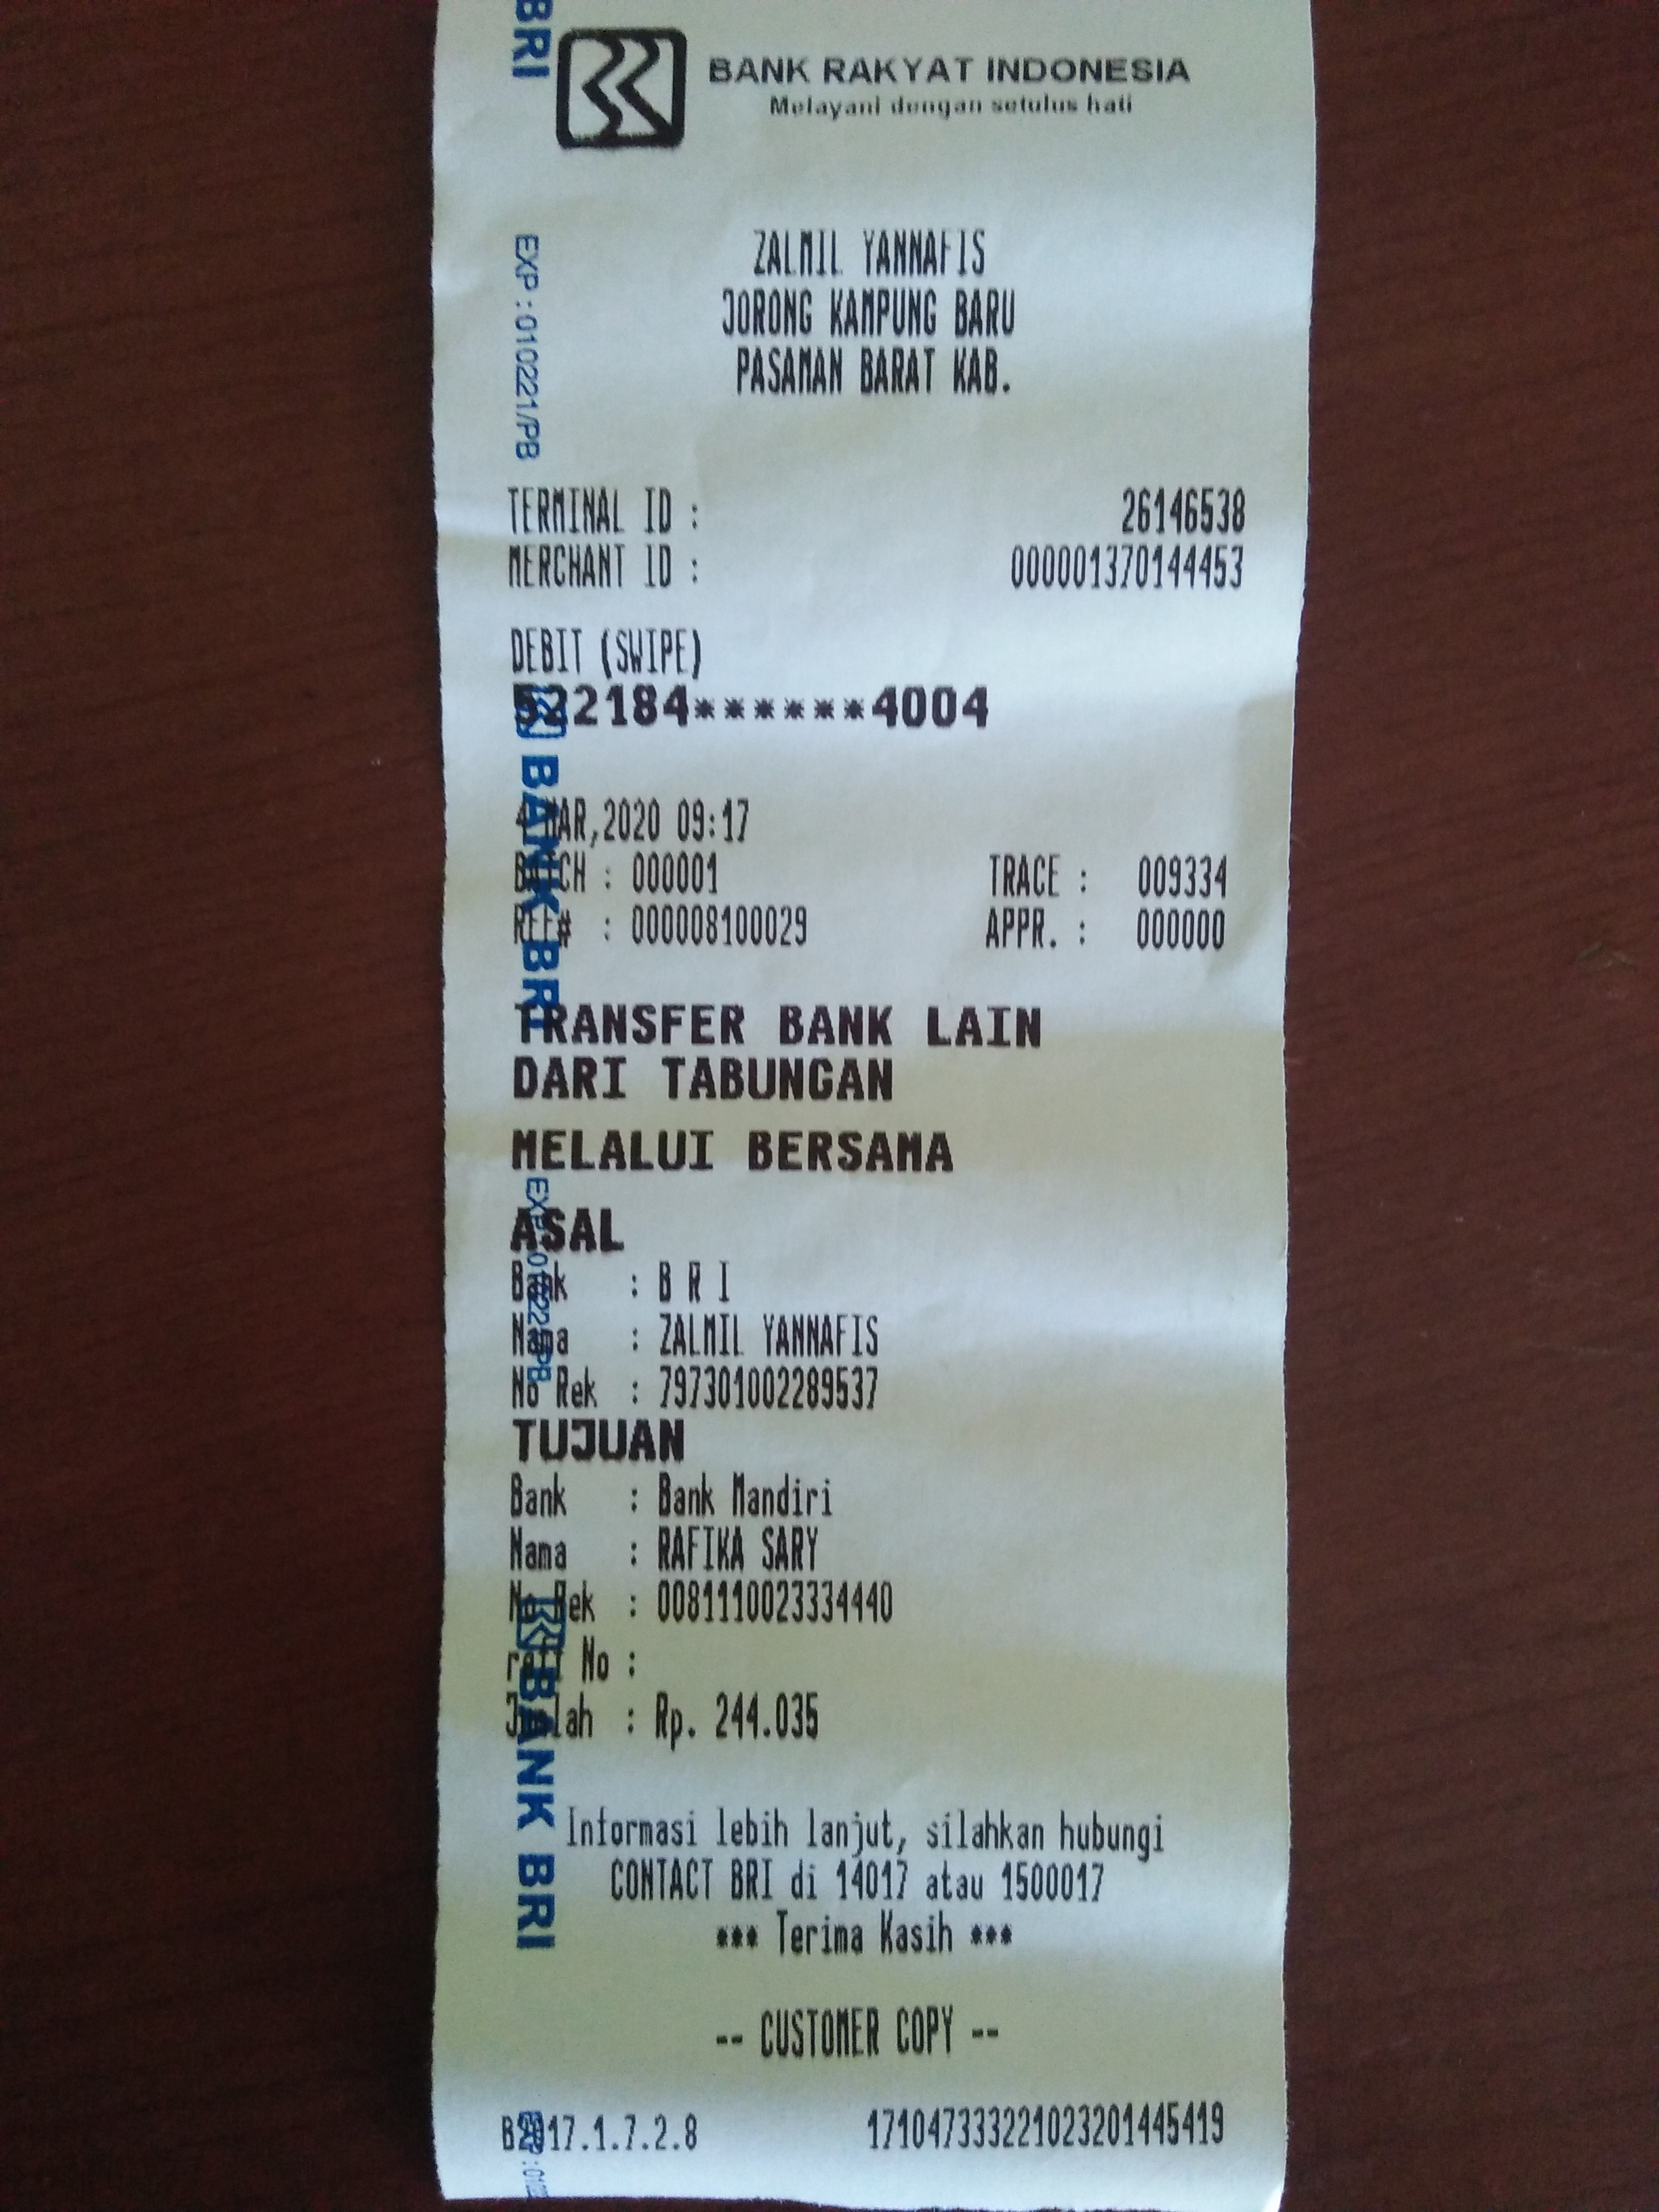 BRI
BANK RAKYAT INDONESIA
Melayani dengan setulus hati
EXP : 010221/PB
ZALMIL YANNAFIS
JORONG KAMPUNG BARU
PASAMAN BARAT KAB.
TERMINAL ID : 26146538
MERCHANT ID : 000001370144453
DEBIT (SWIPE)
522184******4004
BANK BRI
4 MAR,2020 09:17
BATCH : 000001 TRACE : 009334
REF# : 000008100029 APPR. : 000000
TRANSFER BANK LAIN
DARI TABUNGAN
MELALUI BERSAMA
EXP : 010221/PB
ASAL
Bank : B R I
Nama : ZALMIL YANNAFIS
No Rek : 797301002289537
TUJUAN
Bank : Bank Mandiri
Nama : RAFIKA SARY
No Rek : 0081110023334440
reff No :
Jumlah : Rp. 244.035
BANK BRI
Informasi lebih lanjut, silahkan hubungi
CONTACT BRI di 14017 atau 1500017
*** Terima Kasih ***
-- CUSTOMER COPY --
B2017.1.7.2.8 171047333221023201445419